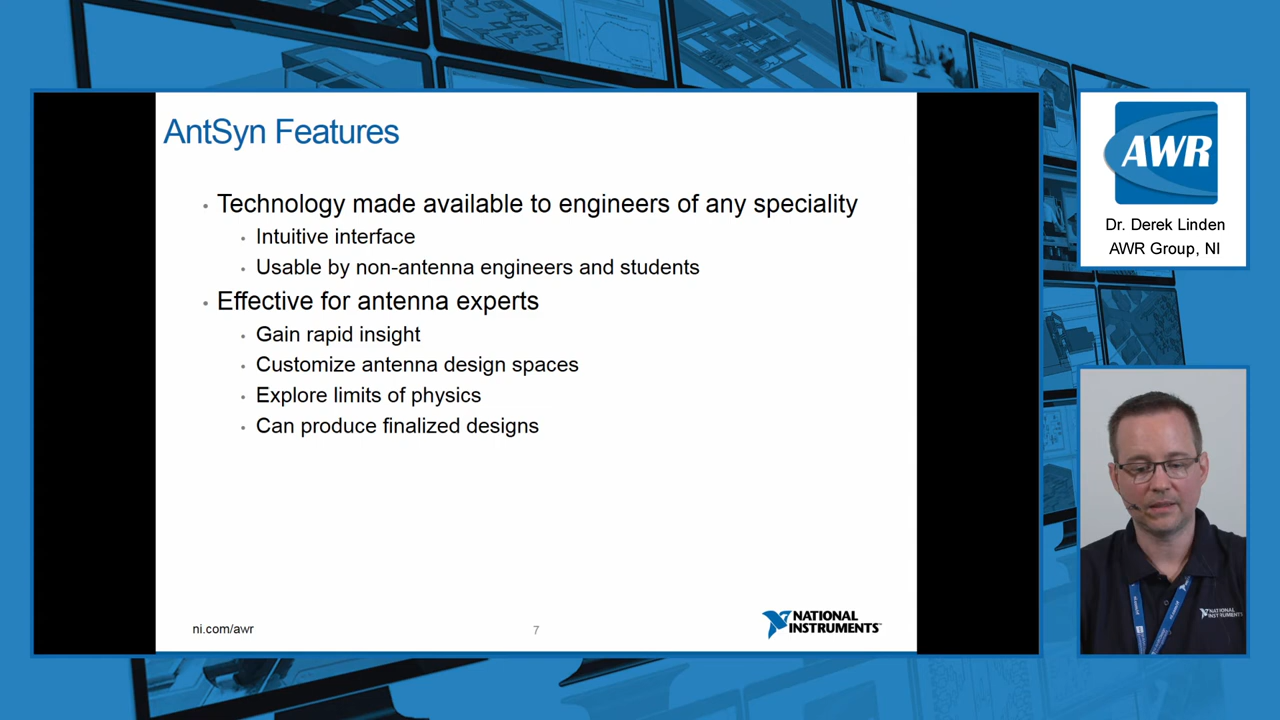 AntSyn Features
• Technology made available to engineers of any speciality
• Intuitive interface
• Usable by non-antenna engineers and students
• Effective for antenna experts
• Gain rapid insight
• Customize antenna design spaces
• Explore limits of physics
• Can produce finalized designs
ni.com/awr
7
NATIONAL
INSTRUMENTS™
AWR
Dr. Derek Linden
AWR Group, NI
NATIONAL
INSTRUMENTS